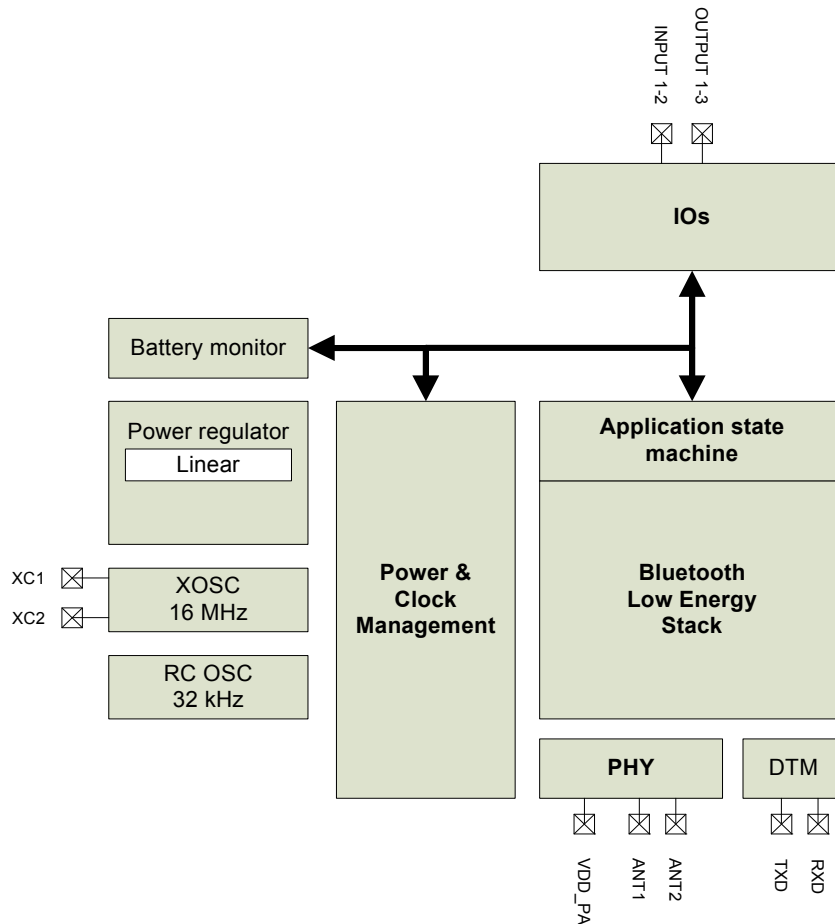 INPUT 1-2
OUTPUT 1-3
IOs
Battery monitor
Power regulator
Linear
Application state
machine
XC1
XC2
XOSC
16 MHz
Power &
Clock
Management
Bluetooth
Low Energy
Stack
RC OSC
32 kHz
PHY
DTM
VDD_PA
ANT1
ANT2
TXD
RXD